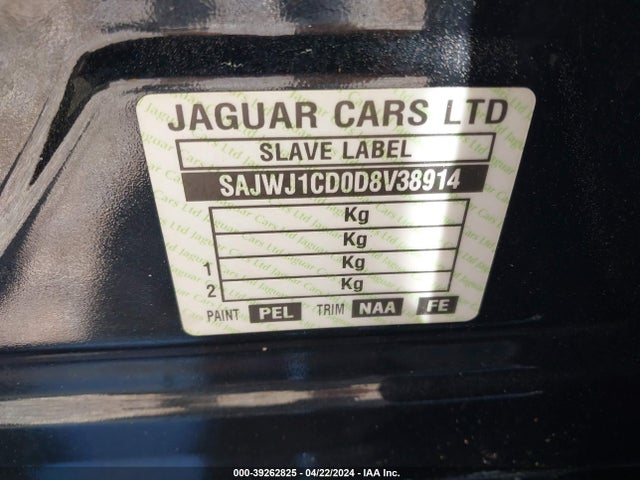 JAGUAR CARS LTD
SLAVE LABEL
SAJWJ1CD0D8V38914
Kg
Kg
1 Kg
2 Kg
PAINT PEL TRIM NAA FE
000-39262825 - 04/22/2024 - IAA Inc.